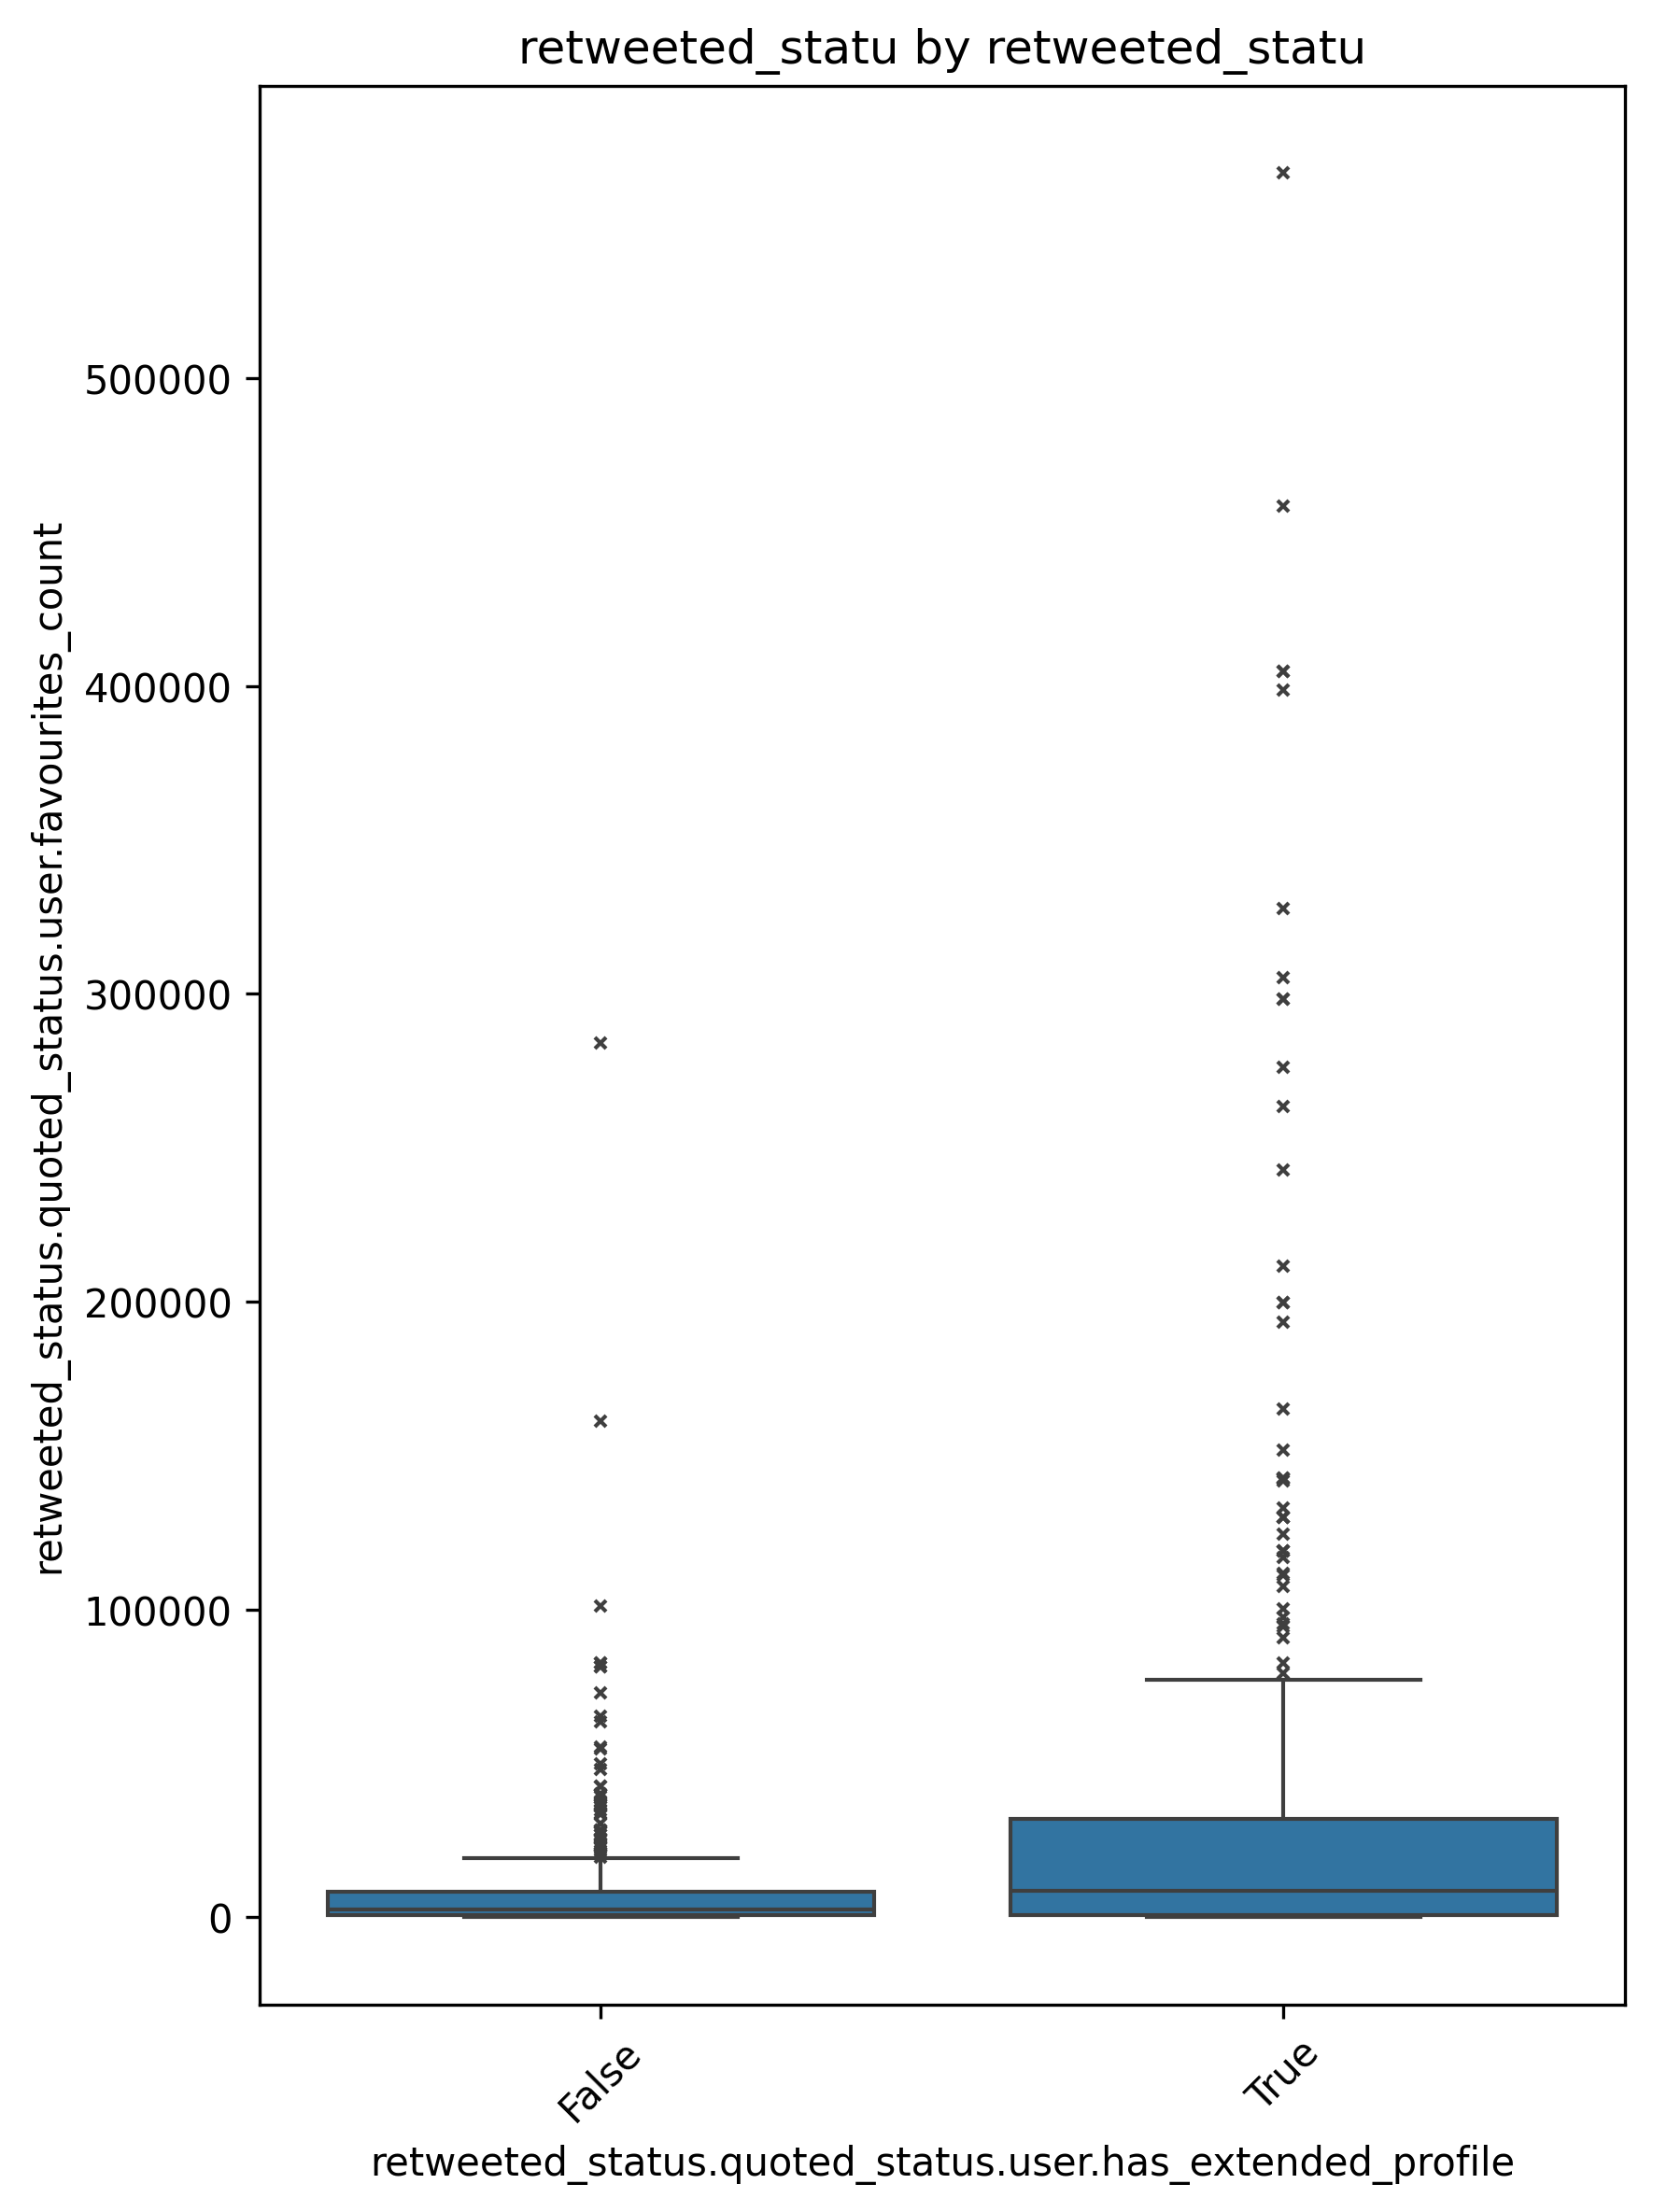 retweeted_statu by retweeted_statu
retweeted_status.quoted_status.user.favourites_count
500000
400000
300000
200000
100000
0
False
True
retweeted_status.quoted_status.user.has_extended_profile